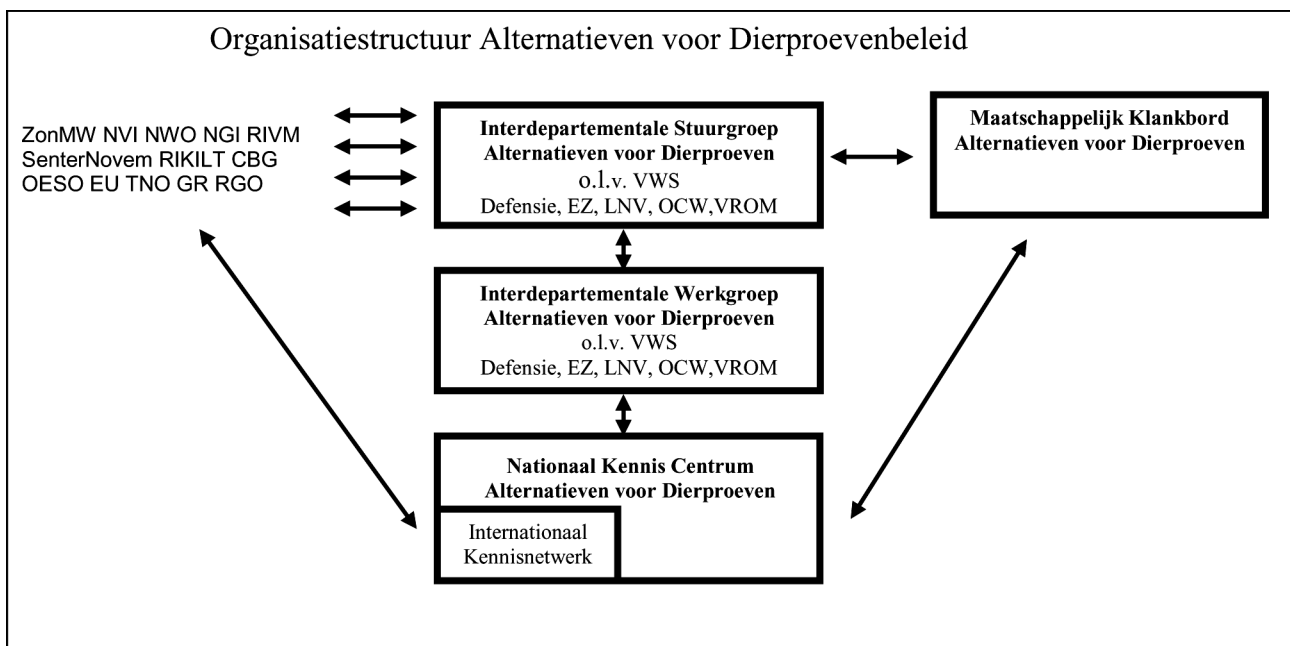 Organisatiestructuur Alternatieven voor Dierproevenbeleid
ZonMW NVI NWO NGI RIVM
SenterNovem RIKILT CBG
OESO EU TNO GR RGO
Interdepartementale Stuurgroep
Alternatieven voor Dierproeven
o.l.v. VWS
Defensie, EZ, LNV, OCW,VROM
Maatschappelijk Klankbord
Alternatieven voor Dierproeven
Interdepartementale Werkgroep
Alternatieven voor Dierproeven
o.l.v. VWS
Defensie, EZ, LNV, OCW,VROM
Nationaal Kennis Centrum
Alternatieven voor Dierproeven
Internationaal
Kennisnetwerk